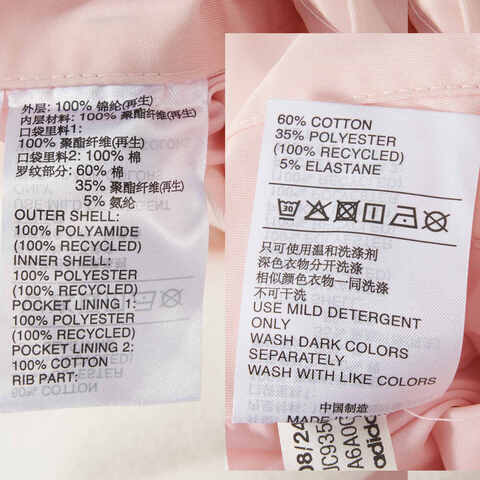 外层: 100% 锦纶(再生)
内层材料: 100% 聚酯纤维(再生)
口袋里料1:
100% 聚酯纤维(再生)
口袋里料2: 100% 棉
罗纹部分: 60% 棉
35% 聚酯纤维(再生)
5% 氨纶
OUTER SHELL:
100% POLYAMIDE
(100% RECYCLED)
INNER SHELL:
100% POLYESTER
(100% RECYCLED)
POCKET LINING 1:
100% POLYESTER
(100% RECYCLED)
POCKET LINING 2:
100% COTTON
RIB PART:
60% COTTON
35% POLYESTER
(100% RECYCLED)
5% ELASTANE
30
只可使用温和洗涤剂
深色衣物分开洗涤
相似颜色衣物一同洗涤
不可干洗
USE MILD DETERGENT
ONLY
WASH DARK COLORS
SEPARATELY
WASH WITH LIKE COLORS
中国制造
08/24
adidas